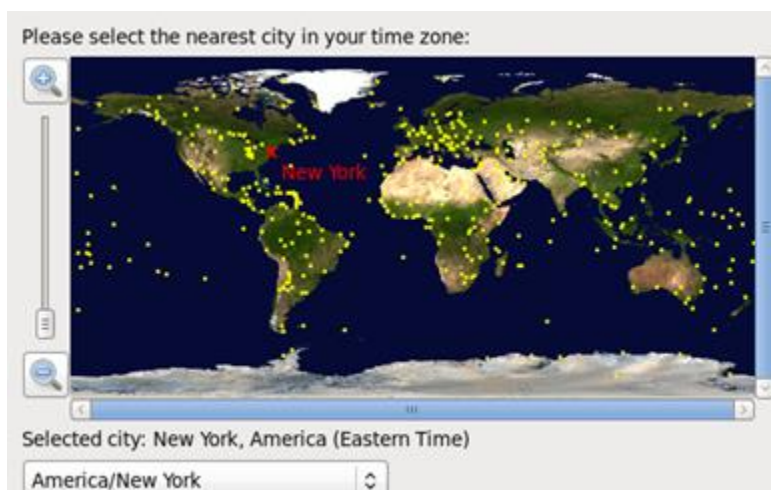 Please select the nearest city in your time zone:
New York
Selected city: New York, America (Eastern Time)
America/New York